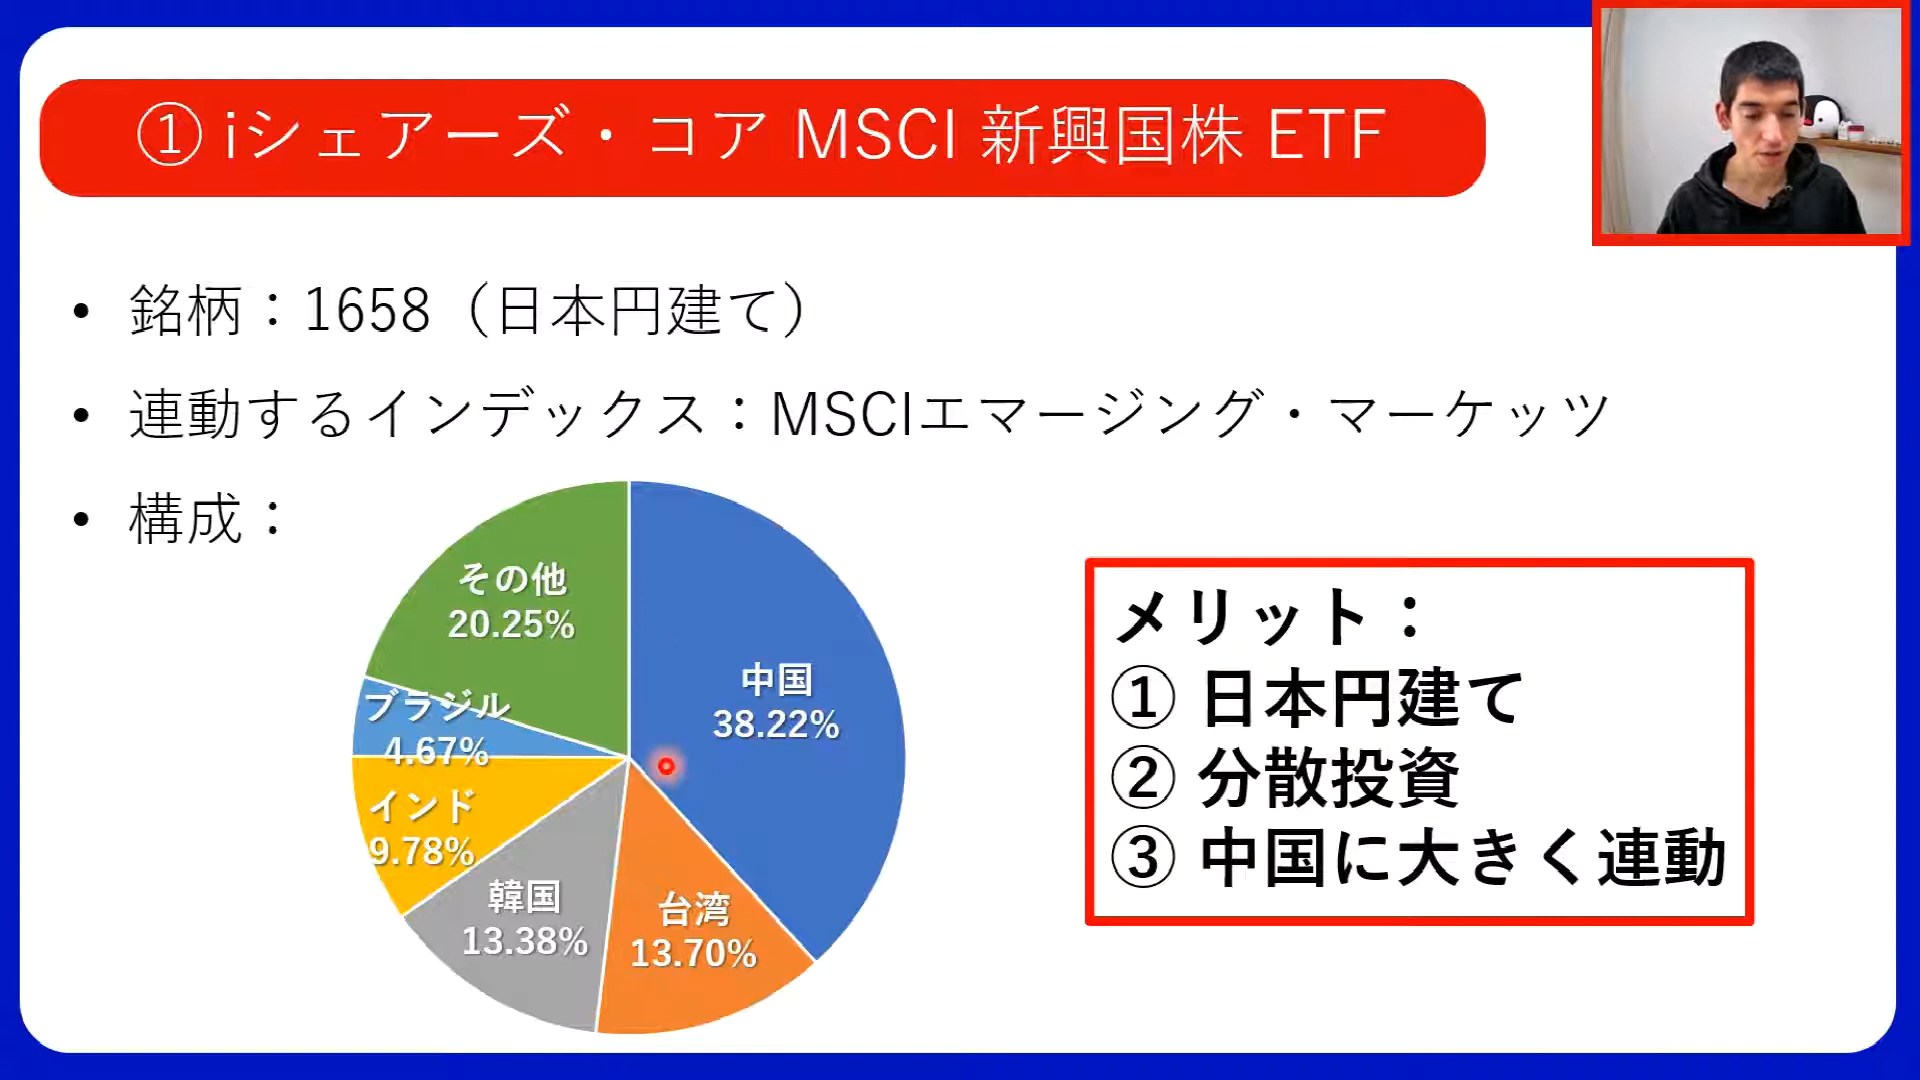 ① iシェアーズ・コア MSCI 新興国株 ETF
• 銘柄：1658（日本円建て）
• 連動するインデックス：MSCIエマージング・マーケッツ
• 構成：
その他
20.25%
中国
38.22%
ブラジル
4.67%
インド
9.78%
韓国
13.38%
台湾
13.70%
メリット：
① 日本円建て
② 分散投資
③ 中国に大きく連動